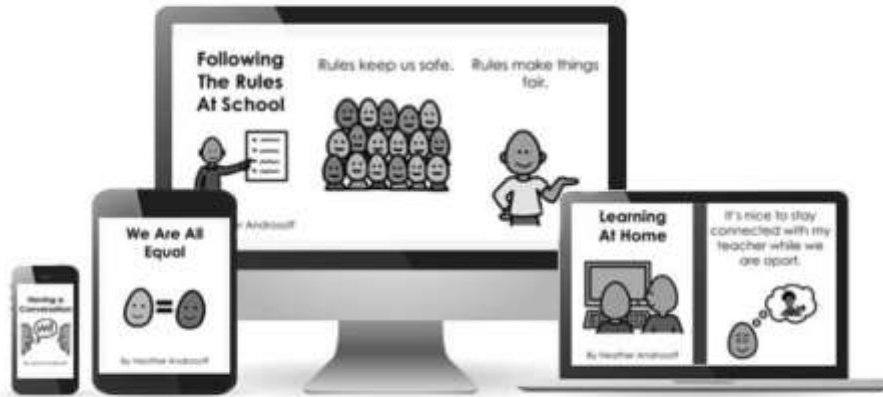 Following
The Rules
At School
Androsoff
Rules keep us safe.
Rules make things
fair.
We Are All
Equal
=
By Heather Androsoff
Having a
Conversation
Learning
At Home
By Heather Androsoff
It's nice to stay
connected with my
teacher while we
are apart.